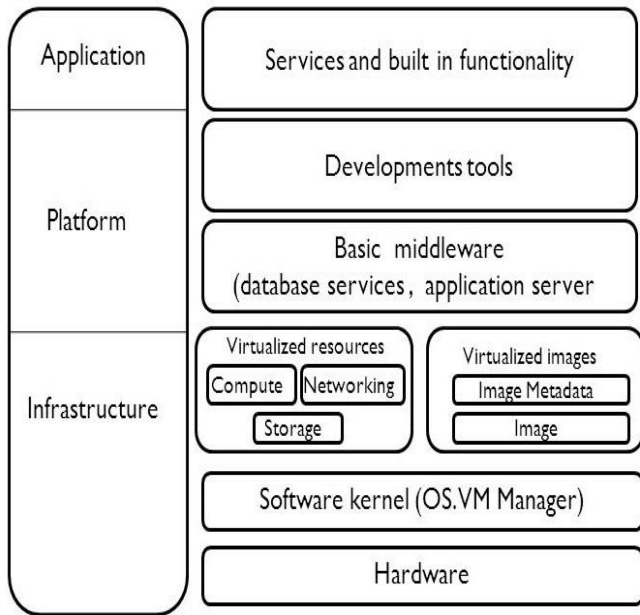 Application
Services and built in functionality
Platform
Developments tools
Basic middleware
(database services, application server
Infrastructure
Virtualized resources
Compute
Networking
Storage
Virtualized images
Image Metadata
Image
Software kernel (OS.VM Manager)
Hardware